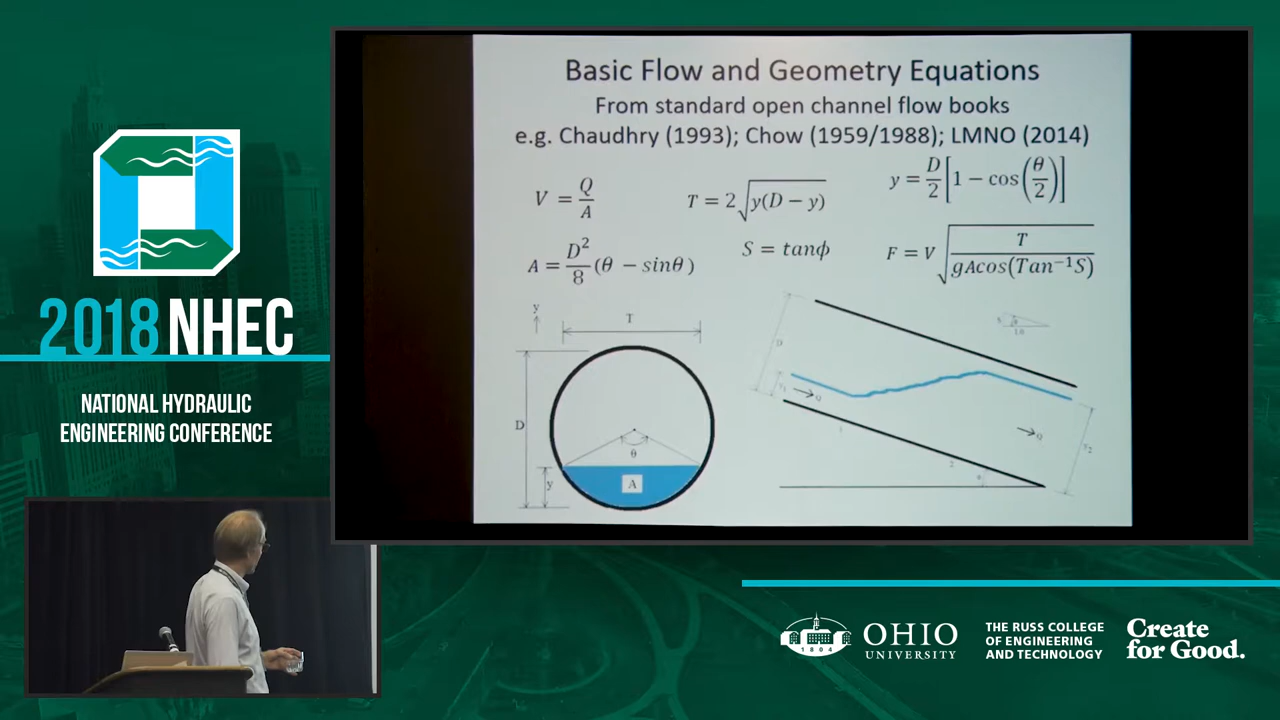 2018 NHEC
NATIONAL HYDRAULIC
ENGINEERING CONFERENCE
Basic Flow and Geometry Equations
From standard open channel flow books
e.g. Chaudhry (1993); Chow (1959/1988); LMNO (2014)
V = Q/A
T = 2√(y(D − y))
y = D/2 [1 − cos(θ/2)]
A = D²/8 (θ − sinθ)
S = tanϕ
F = V √(T / gAcos(Tan⁻¹S))
y
T
D
θ
y
A
D
Q
Q
1804
OHIO
UNIVERSITY
THE RUSS COLLEGE
OF ENGINEERING
AND TECHNOLOGY
Create
for Good.